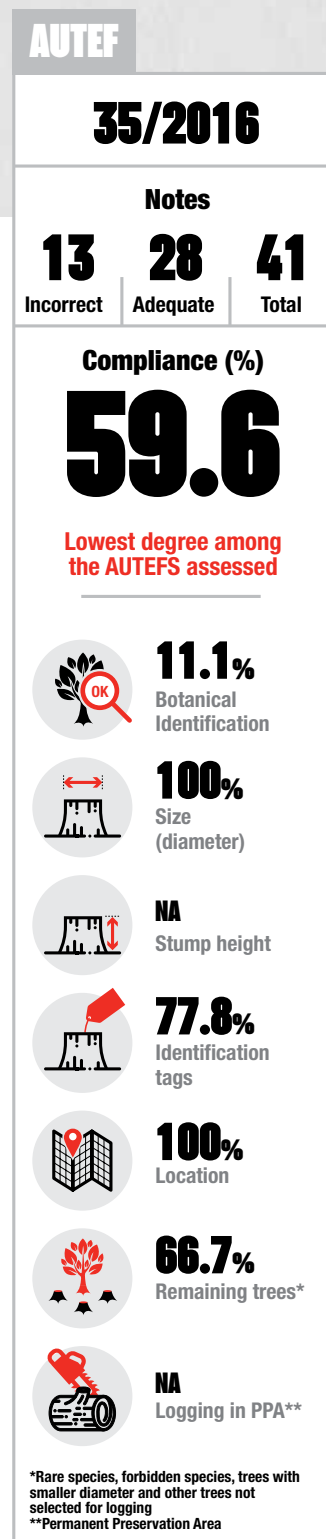 AUTEF
35/2016
Notes
13 28 41
Incorrect Adequate Total
Compliance (%)
59.6
Lowest degree among
the AUTEFS assessed
OK
11.1%
Botanical
Identification
100%
Size
(diameter)
NA
Stump height
77.8%
Identification
tags
100%
Location
66.7%
Remaining trees*
NA
Logging in PPA**
*Rare species, forbidden species, trees with
smaller diameter and other trees not
selected for logging
**Permanent Preservation Area